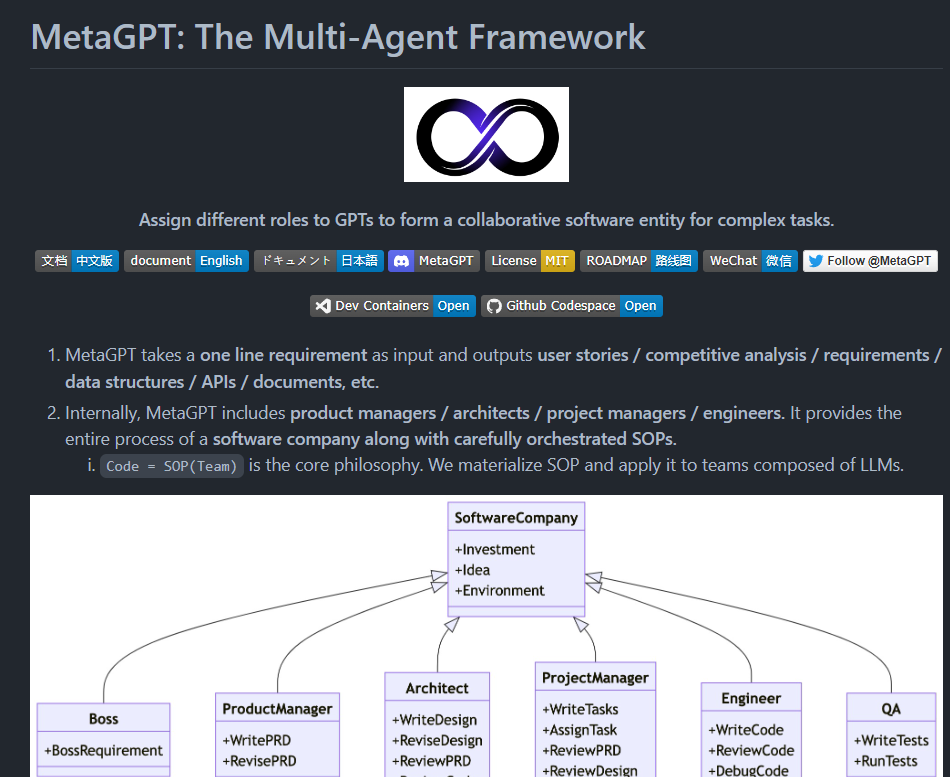 MetaGPT: The Multi-Agent Framework
Assign different roles to GPTs to form a collaborative software entity for complex tasks.
文档 中文版 document English ドキュメント 日本語 MetaGPT License MIT ROADMAP 路线图 WeChat 微信 Follow @MetaGPT
Dev Containers Open Github Codespace Open
1. MetaGPT takes a one line requirement as input and outputs user stories / competitive analysis / requirements /
data structures / APIs / documents, etc.
2. Internally, MetaGPT includes product managers / architects / project managers / engineers. It provides the
entire process of a software company along with carefully orchestrated SOPs.
i. Code = SOP(Team) is the core philosophy. We materialize SOP and apply it to teams composed of LLMs.
SoftwareCompany
+Investment
+Idea
+Environment
Boss
+BossRequirement
ProductManager
+WritePRD
+RevisePRD
Architect
+WriteDesign
+ReviseDesign
+ReviewPRD
ProjectManager
+WriteTasks
+AssignTask
+ReviewPRD
+ReviewDesign
Engineer
+WriteCode
+ReviewCode
+DebugCode
QA
+WriteTests
+RunTests